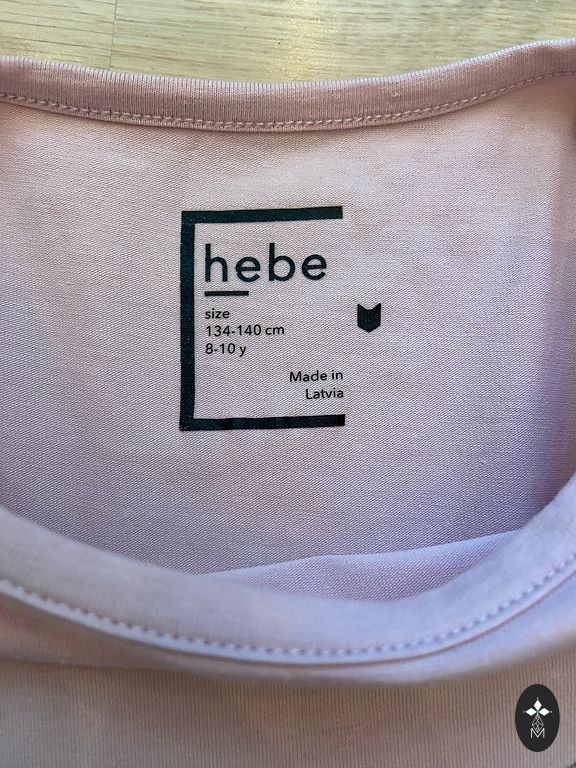 hebe
size
134-140 cm
8-10 y
Made in
Latvia
M